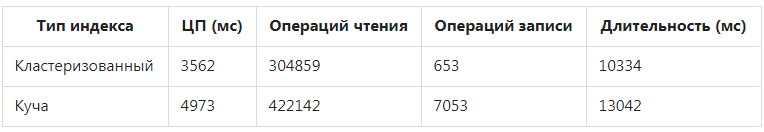 Тип индекса ЦП (мс) Операций чтения Операций записи Длительность (мс)
Кластеризованный 3562 304859 653 10334
Куча 4973 422142 7053 13042